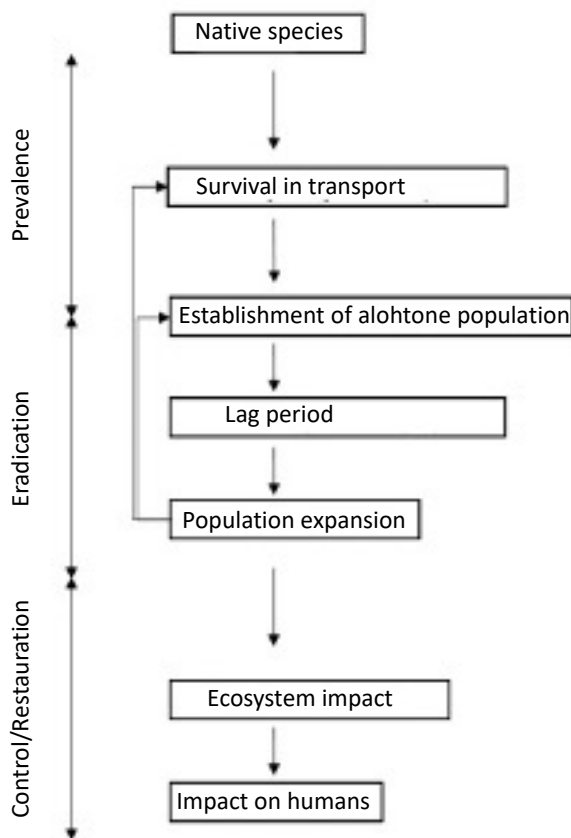 Native species
Prevalence
Survival in transport
Establishment of alohtone population
Eradication
Lag period
Population expansion
Control/Restauration
Ecosystem impact
Impact on humans